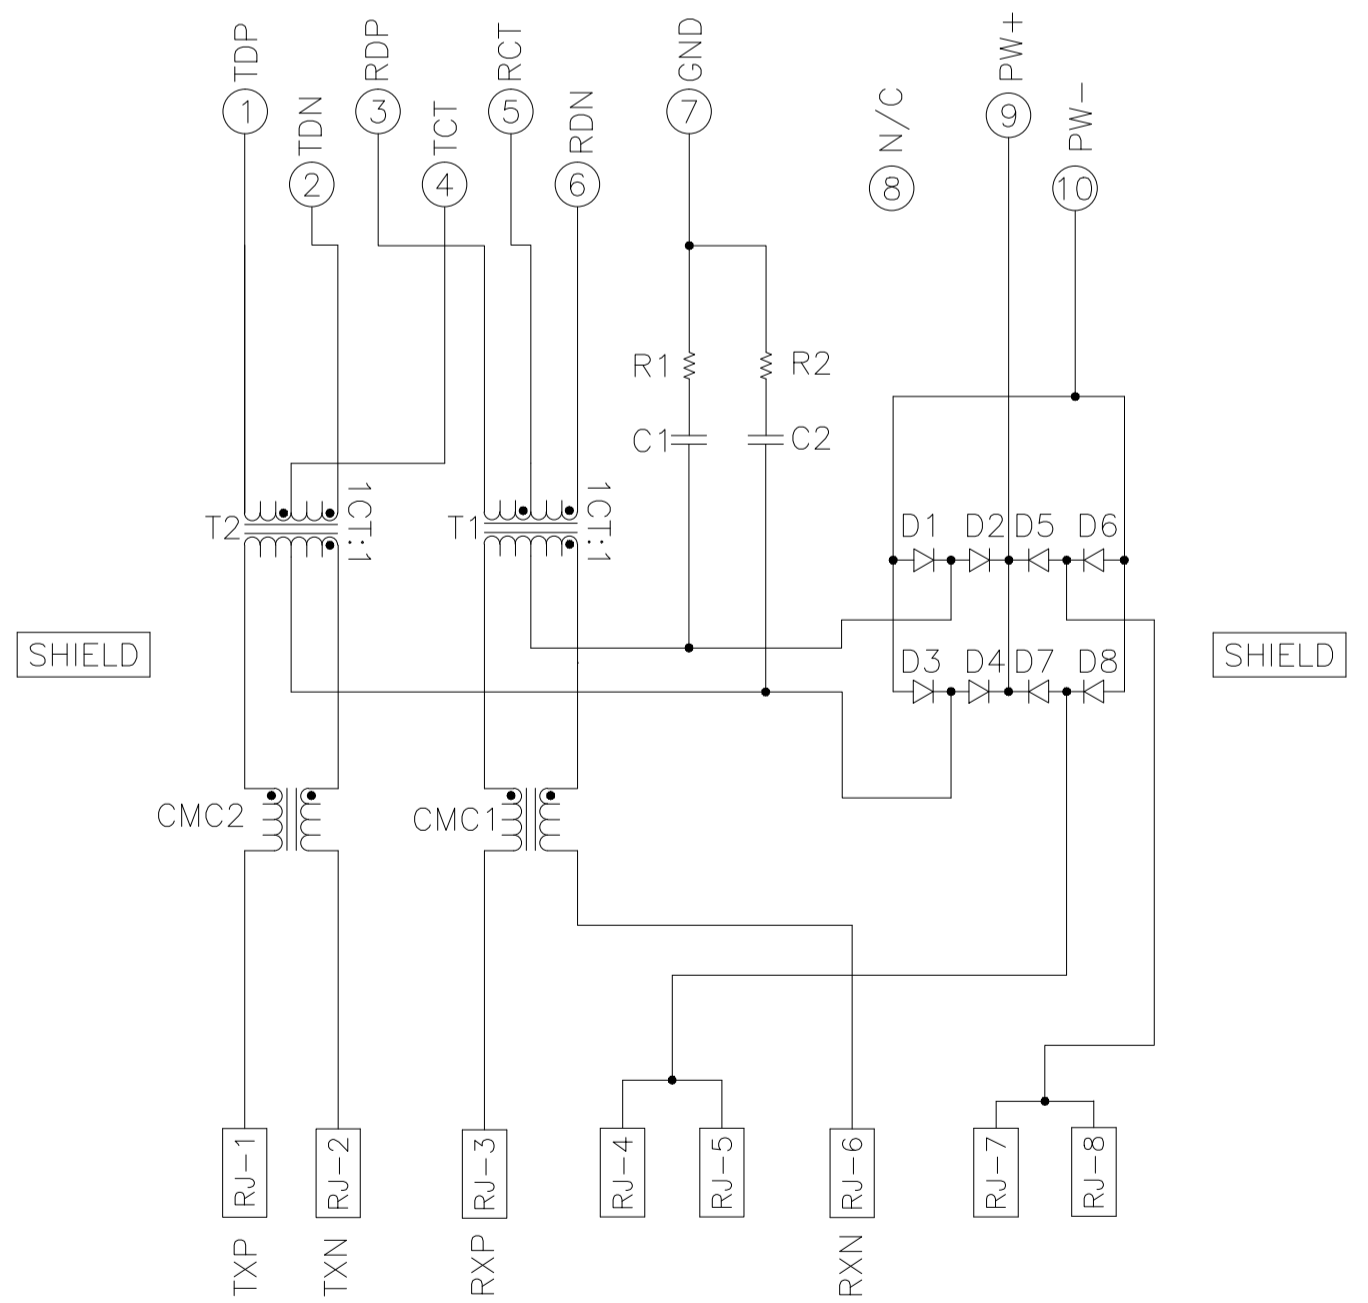 TDP
RDP
RCT
GND
PW+
1
3
5
7
9
TDN
TCT
RDN
N/C
PW-
2
4
6
8
10
R1
R2
C1
C2
T2
1CT:1
T1
1CT:1
D1
D2
D5
D6
SHIELD
D3
D4
D7
D8
SHIELD
CMC2
CMC1
RJ-1
RJ-2
RJ-3
RJ-4
RJ-5
RJ-6
RJ-7
RJ-8
TXP
TXN
RXP
RXN